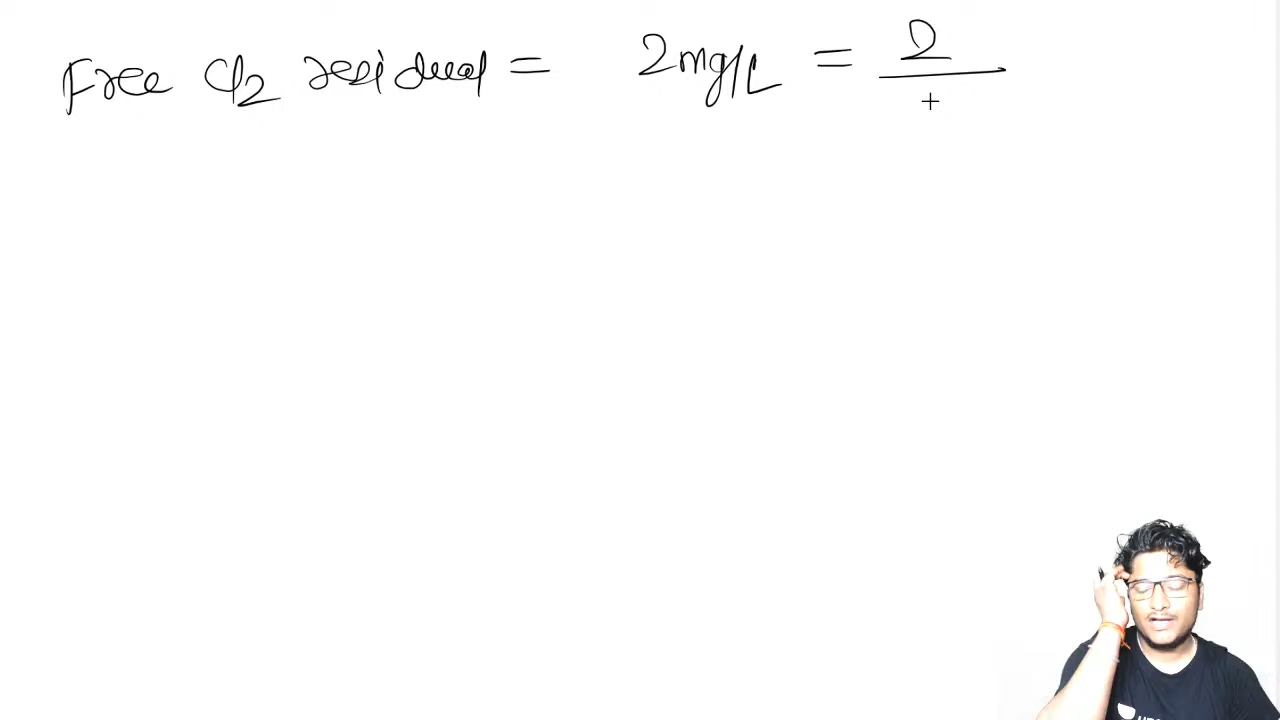 Free Cl2 residual = 2mg/L = 2/